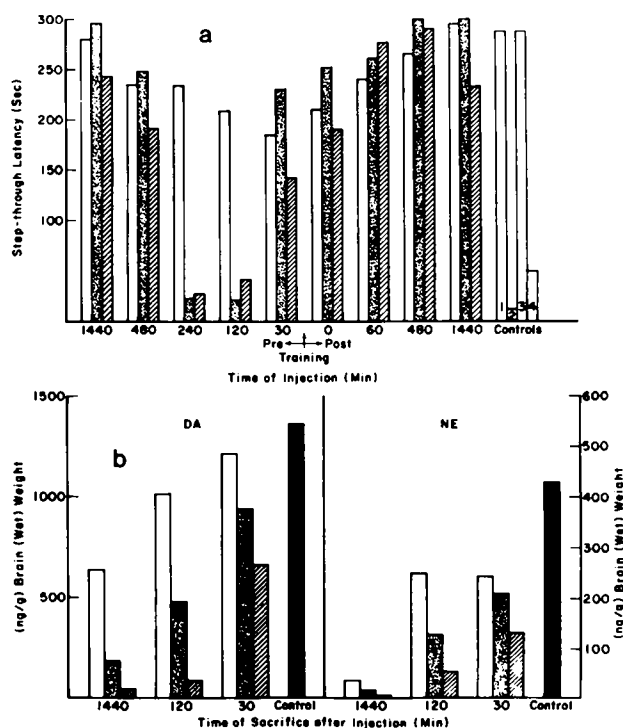 a
300
250
200
150
100
Step-through Latency (Sec)
1 2 3 4
1440 480 240 120 30 0 60 480 1440 Controls
Pre Post
Training
Time of Injection (Min)
b
DA NE
1500
1000
500
(ng/g) Brain (Wet) Weight
600
500
400
300
200
100
(ng/g) Brain (Wet) Weight
1440 120 30 Control 1440 120 30 Control
Time of Sacrifice after Injection (Min)